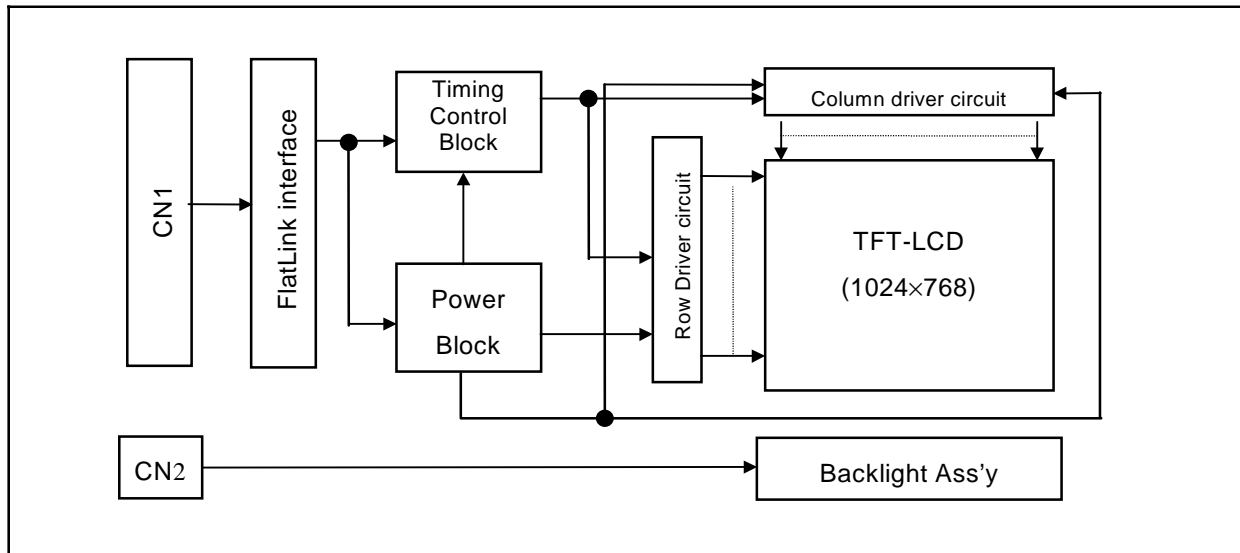 CN1
FlatLink interface
Timing
Control
Block
Power
Block
Row Driver circuit
Column driver circuit
TFT-LCD
(1024×768)
CN2
Backlight Ass'y